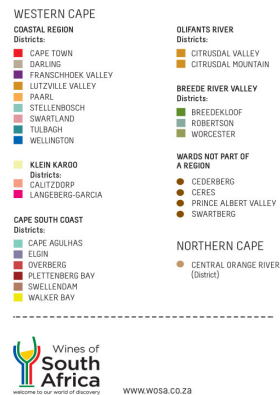 WESTERN CAPE
COASTAL REGION
Districts:
CAPE TOWN
DARLING
FRANSCHHOEK VALLEY
LUTZVILLE VALLEY
PAARL
STELLENBOSCH
SWARTLAND
TULBAGH
WELLINGTON
KLEIN KAROO
Districts:
CALITZDORP
LANGEBERG-GARCIA
CAPE SOUTH COAST
Districts:
CAPE AGULHAS
ELGIN
OVERBERG
PLETTENBERG BAY
SWELLENDAM
WALKER BAY
OLIFANTS RIVER
Districts:
CITRUSDAL VALLEY
CITRUSDAL MOUNTAIN
BREEDE RIVER VALLEY
Districts:
BREEDEKLOOF
ROBERTSON
WORCESTER
WARDS NOT PART OF
A REGION
CEDERBERG
CERES
PRINCE ALBERT VALLEY
SWARTBERG
NORTHERN CAPE
CENTRAL ORANGE RIVER
(District)
Wines of
South
Africa
welcome to our world of discovery
www.wosa.co.za